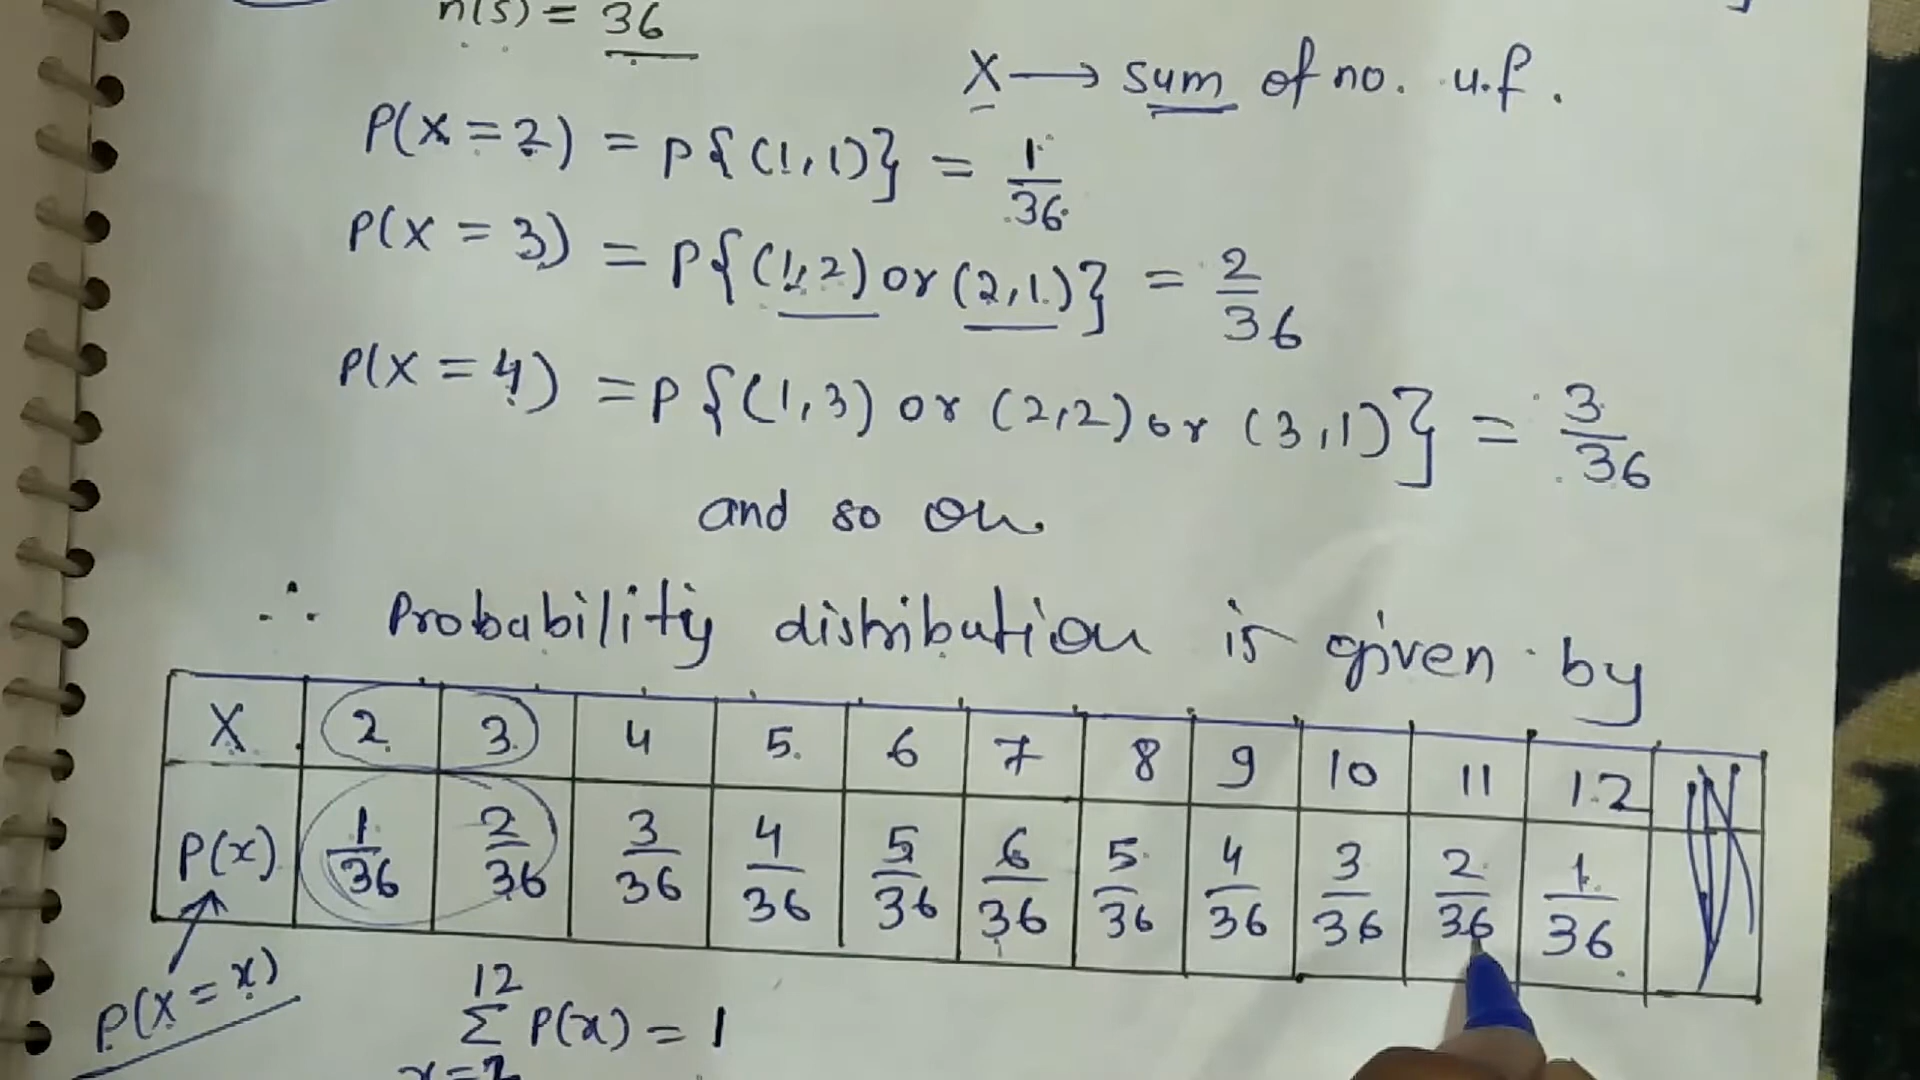 n(s) = 36
X → sum of no. u.f.
P(X = 2) = P{(1,1)} = 1/36
P(X = 3) = P{(1,2) or (2,1)} = 2/36
P(X = 4) = P{(1,3) or (2,2) or (3,1)} = 3/36
and so on.
∴ Probability distribution is given by
X 2 3 4 5 6 7 8 9 10 11 12
P(x) 1/36 2/36 3/36 4/36 5/36 6/36 5/36 4/36 3/36 2/36 1/36
P(X = x)
12
Σ P(x) = 1
x=2